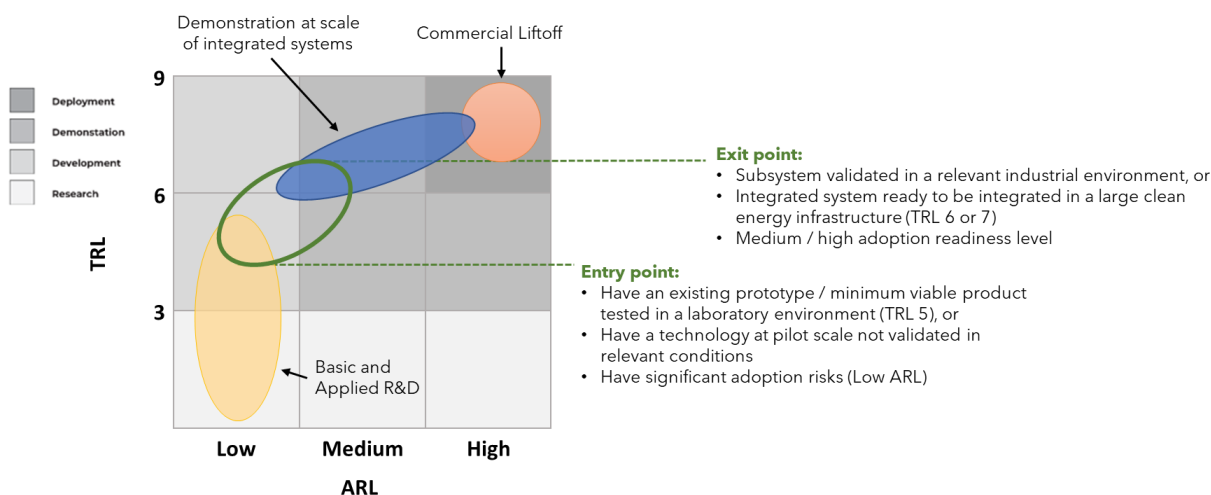 Demonstration at scale
of integrated systems
Commercial Liftoff
9
6
3
TRL
Deployment
Demonstation
Development
Research
Basic and
Applied R&D
Low
Medium
High
ARL
Exit point:
• Subsystem validated in a relevant industrial environment, or
• Integrated system ready to be integrated in a large clean
energy infrastructure (TRL 6 or 7)
• Medium / high adoption readiness level
Entry point:
• Have an existing prototype / minimum viable product
tested in a laboratory environment (TRL 5), or
• Have a technology at pilot scale not validated in
relevant conditions
• Have significant adoption risks (Low ARL)